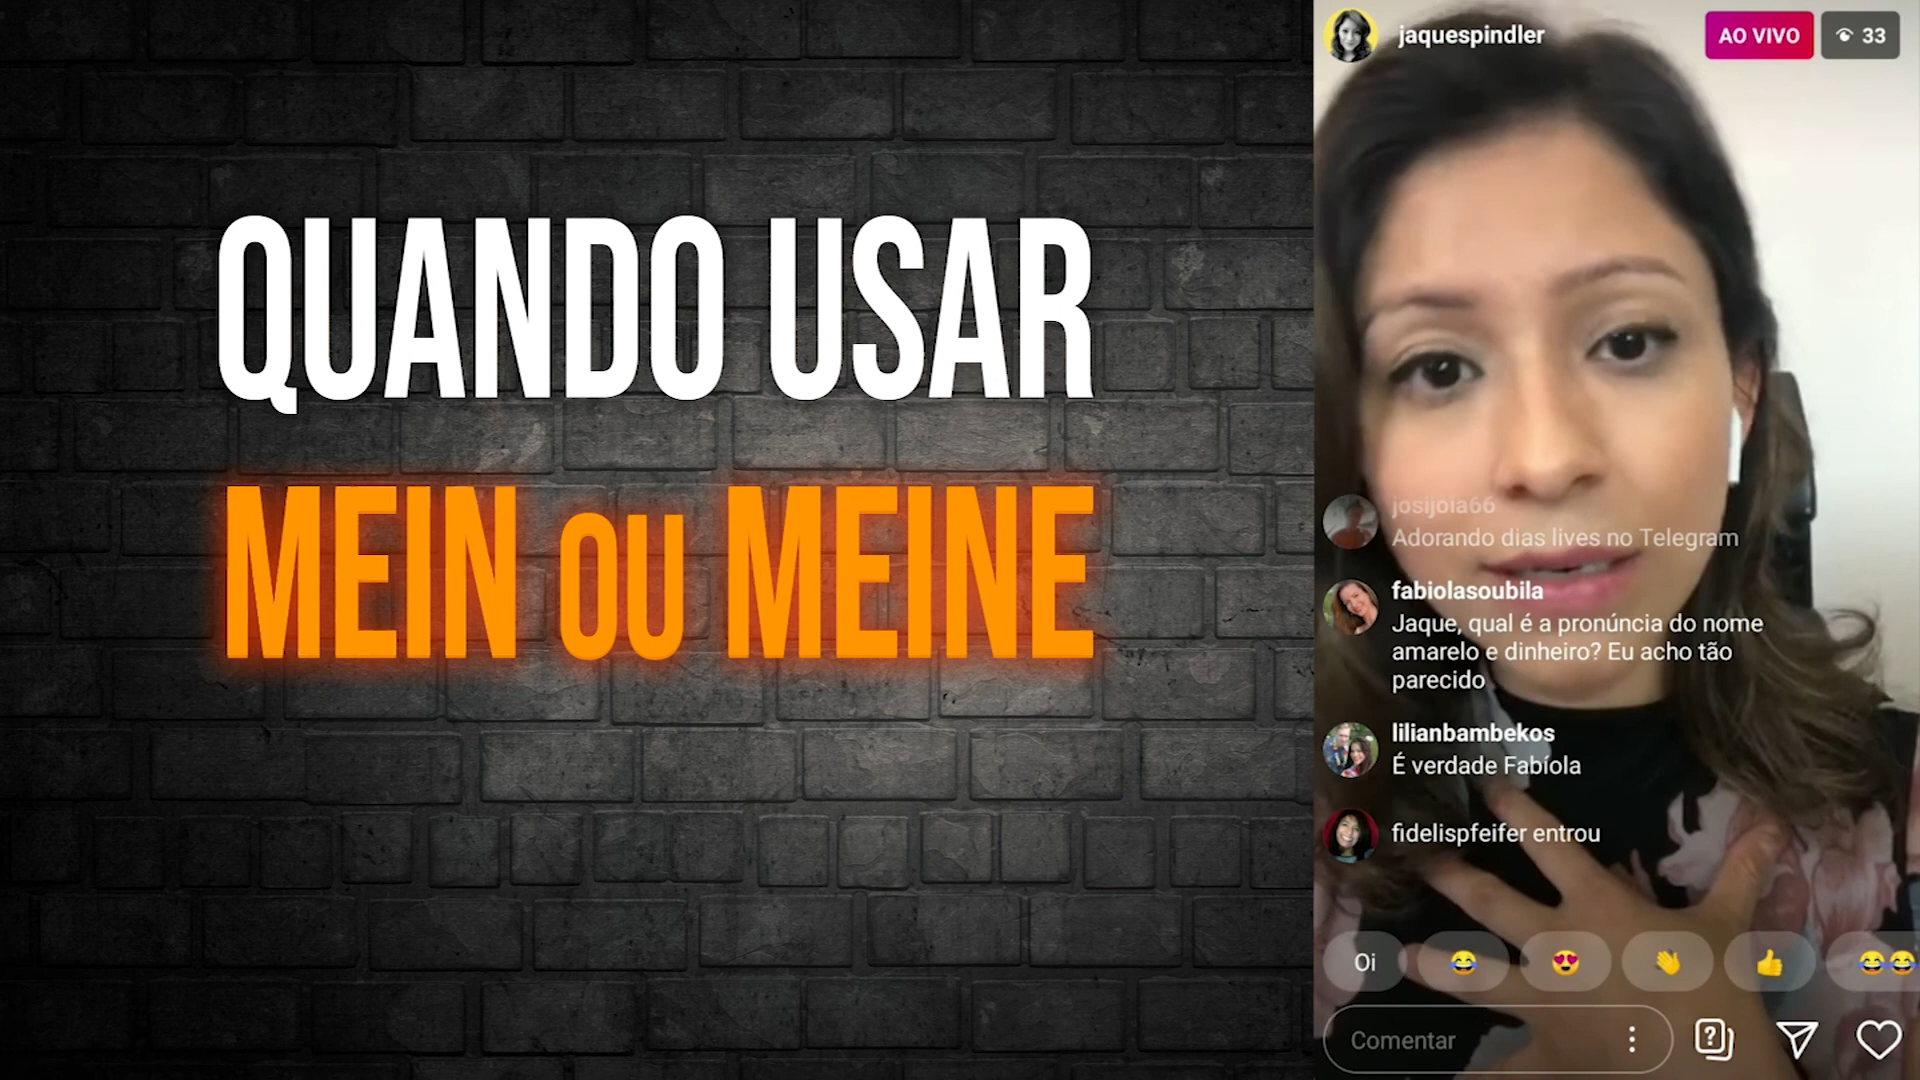 QUANDO USAR
MEIN OU MEINE
jaquespindler
AO VIVO
33
josijoia66
Adorando dias lives no Telegram
fabiolasoubila
Jaque, qual é a pronúncia do nome
amarelo e dinheiro? Eu acho tão
parecido
lilianbambekos
É verdade Fabíola
fidelispfeifer entrou
Oi
Comentar